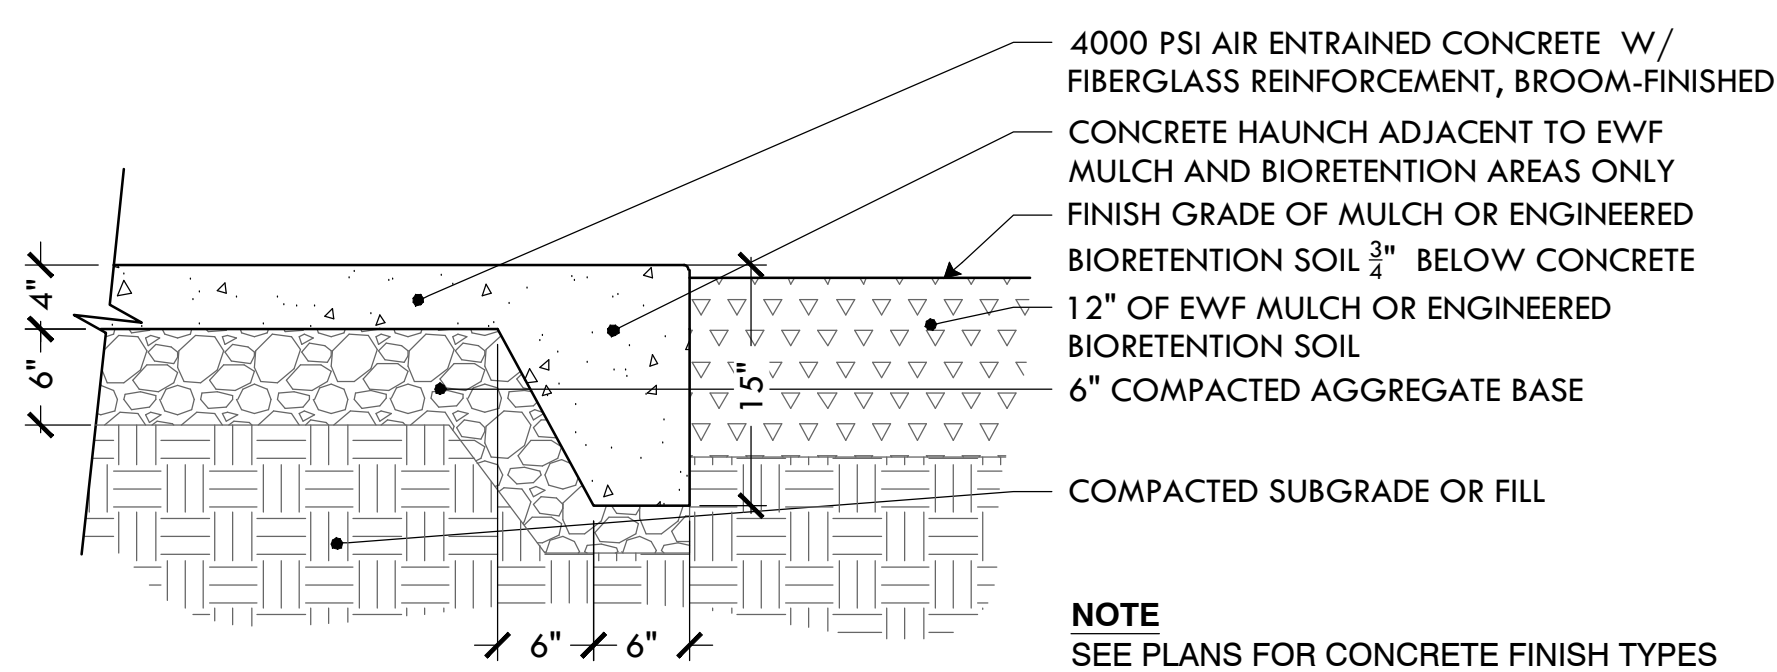 4000 PSI AIR ENTRAINED CONCRETE W/
FIBERGLASS REINFORCEMENT, BROOM-FINISHED
CONCRETE HAUNCH ADJACENT TO EWF
MULCH AND BIORETENTION AREAS ONLY
FINISH GRADE OF MULCH OR ENGINEERED
BIORETENTION SOIL 3/4" BELOW CONCRETE
12" OF EWF MULCH OR ENGINEERED
BIORETENTION SOIL
6" COMPACTED AGGREGATE BASE
COMPACTED SUBGRADE OR FILL
4"
6"
15"
6"
6"
NOTE
SEE PLANS FOR CONCRETE FINISH TYPES